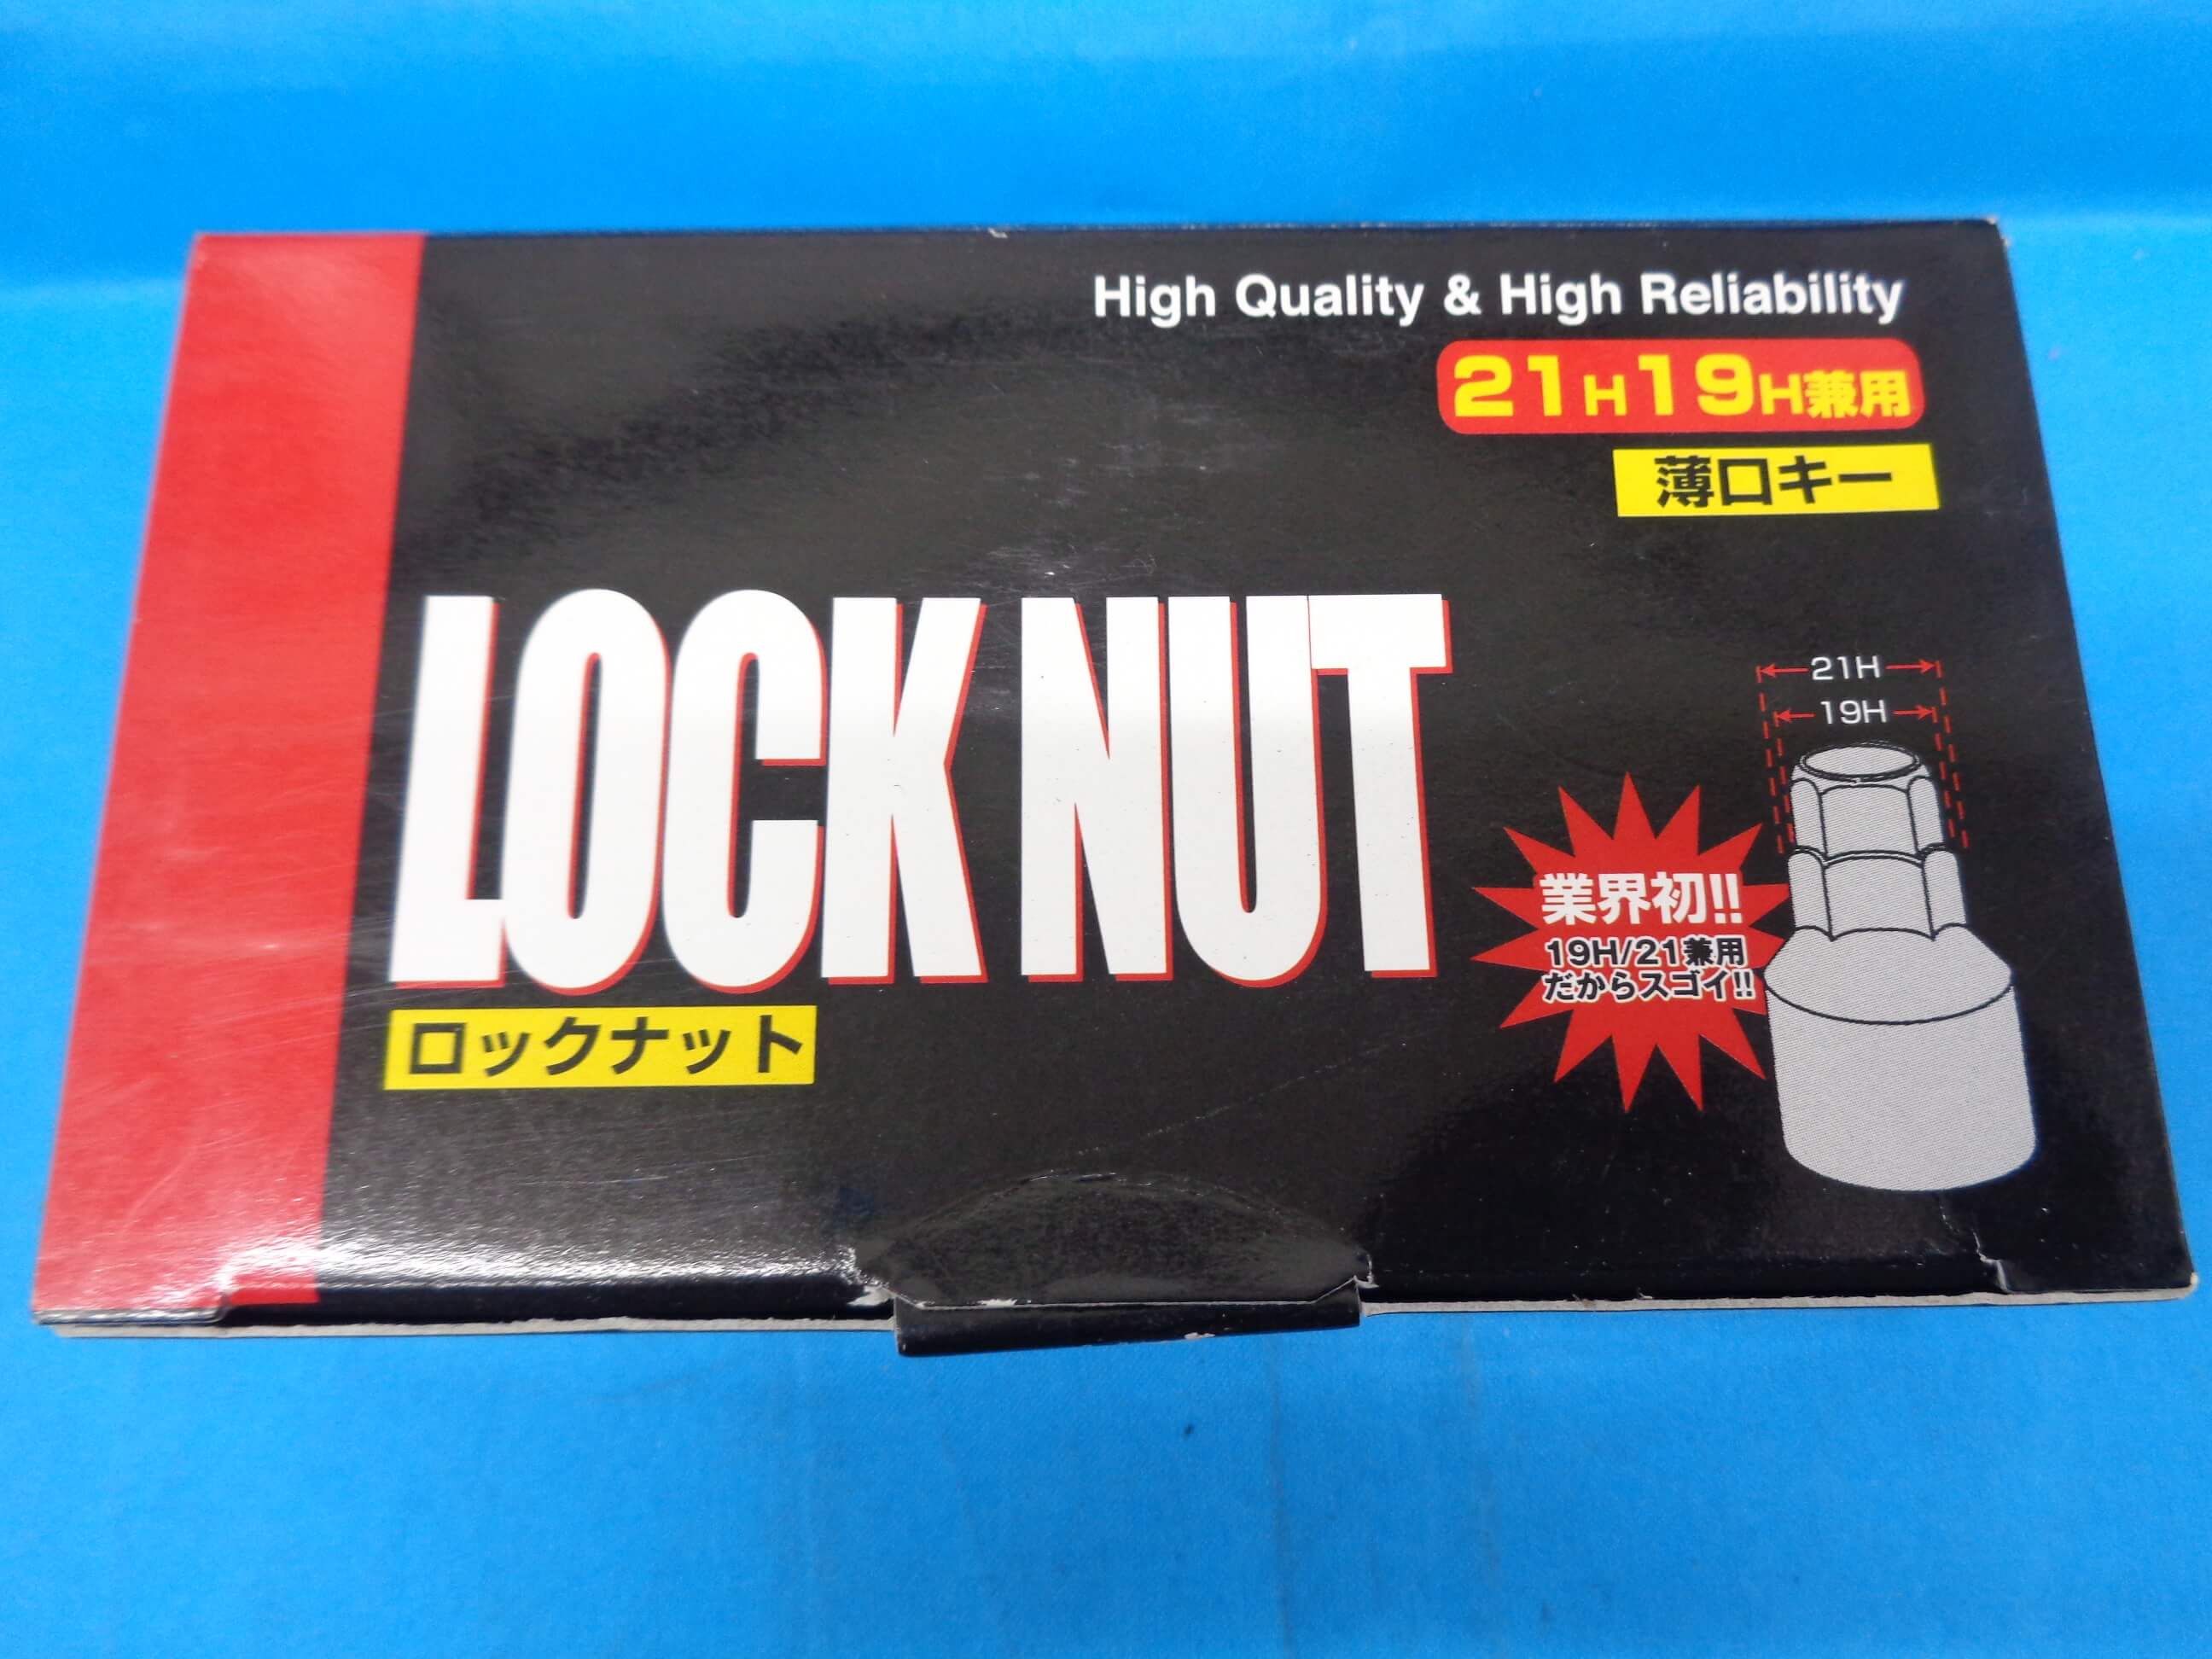 High Quality & High Reliability
21H19H兼用
薄口キー
LOCK NUT
ロックナット
21H
19H
業界初!!
19H/21兼用
だからスゴイ!!